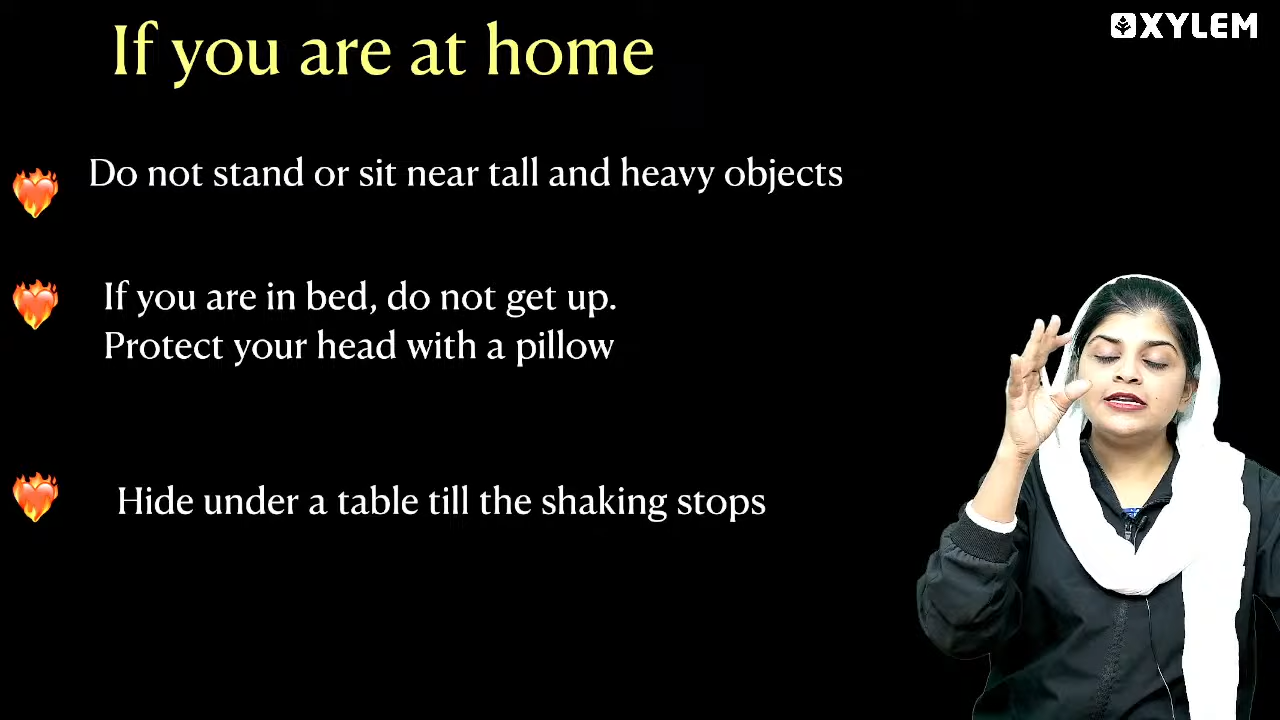 If you are at home
XYLEM
Do not stand or sit near tall and heavy objects
If you are in bed, do not get up.
Protect your head with a pillow
Hide under a table till the shaking stops